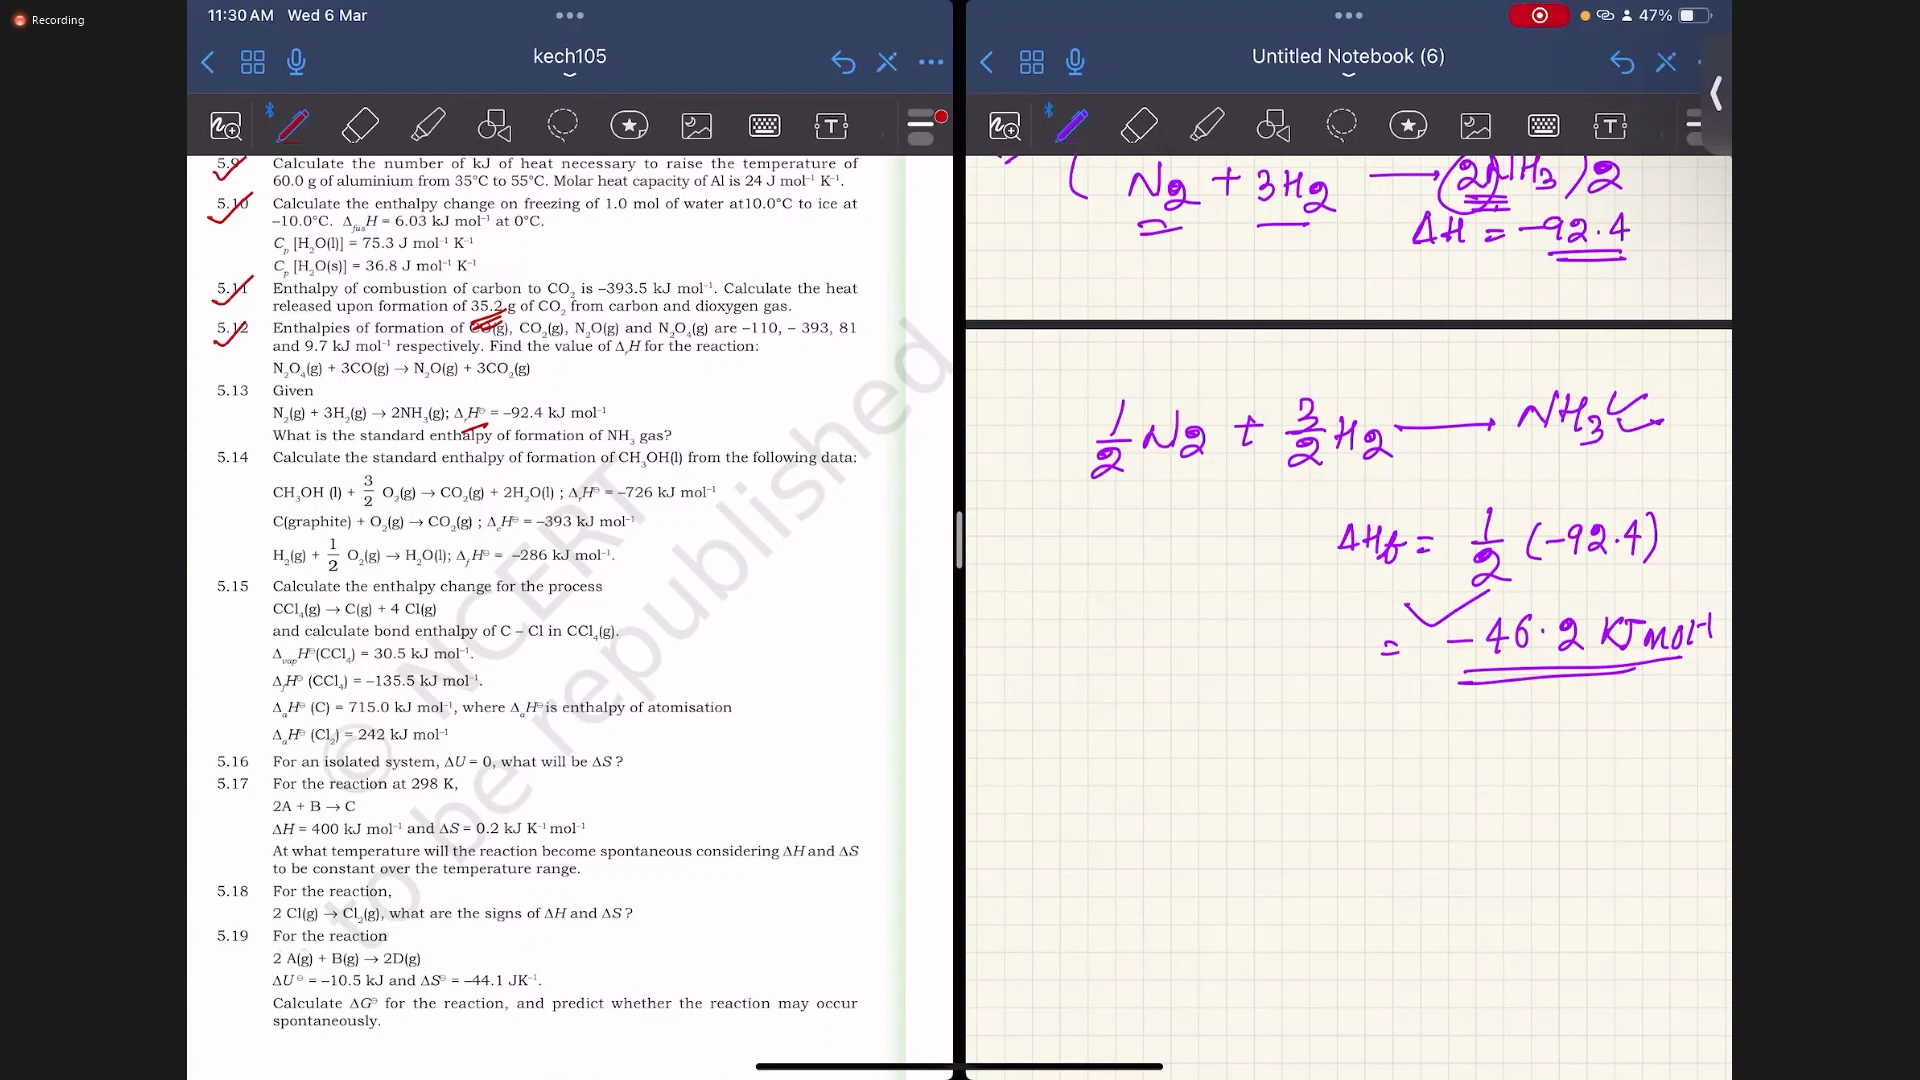 Recording
11:30 AM Wed 6 Mar
47%
kech105
Untitled Notebook (6)
5.9 Calculate the number of kJ of heat necessary to raise the temperature of
60.0 g of aluminium from 35°C to 55°C. Molar heat capacity of Al is 24 J mol⁻¹ K⁻¹.
5.10 Calculate the enthalpy change on freezing of 1.0 mol of water at10.0°C to ice at
–10.0°C. ΔfusH = 6.03 kJ mol⁻¹ at 0°C.
Cp [H₂O(l)] = 75.3 J mol⁻¹ K⁻¹
Cp [H₂O(s)] = 36.8 J mol⁻¹ K⁻¹
5.11 Enthalpy of combustion of carbon to CO₂ is –393.5 kJ mol⁻¹. Calculate the heat
released upon formation of 35.2 g of CO₂ from carbon and dioxygen gas.
5.12 Enthalpies of formation of CO(g), CO₂(g), N₂O(g) and N₂O₄(g) are –110, – 393, 81
and 9.7 kJ mol⁻¹ respectively. Find the value of ΔrH for the reaction:
N₂O₄(g) + 3CO(g) → N₂O(g) + 3CO₂(g)
5.13 Given
N₂(g) + 3H₂(g) → 2NH₃(g); ΔrH⊖ = –92.4 kJ mol⁻¹
What is the standard enthalpy of formation of NH₃ gas?
5.14 Calculate the standard enthalpy of formation of CH₃OH(l) from the following data:
CH₃OH (l) + 3/2 O₂(g) → CO₂(g) + 2H₂O(l) ; ΔrH⊖ = –726 kJ mol⁻¹
C(graphite) + O₂(g) → CO₂(g) ; ΔcH⊖ = –393 kJ mol⁻¹
H₂(g) + 1/2 O₂(g) → H₂O(l); ΔfH⊖ = –286 kJ mol⁻¹.
5.15 Calculate the enthalpy change for the process
CCl₄(g) → C(g) + 4 Cl(g)
and calculate bond enthalpy of C – Cl in CCl₄(g).
ΔvapH⊖(CCl₄) = 30.5 kJ mol⁻¹.
ΔfH⊖ (CCl₄) = –135.5 kJ mol⁻¹.
ΔaH⊖ (C) = 715.0 kJ mol⁻¹, where ΔaH⊖ is enthalpy of atomisation
ΔaH⊖ (Cl₂) = 242 kJ mol⁻¹
5.16 For an isolated system, ΔU = 0, what will be ΔS ?
5.17 For the reaction at 298 K,
2A + B → C
ΔH = 400 kJ mol⁻¹ and ΔS = 0.2 kJ K⁻¹ mol⁻¹
At what temperature will the reaction become spontaneous considering ΔH and ΔS
to be constant over the temperature range.
5.18 For the reaction,
2 Cl(g) → Cl₂(g), what are the signs of ΔH and ΔS ?
5.19 For the reaction
2 A(g) + B(g) → 2D(g)
ΔU⊖ = –10.5 kJ and ΔS⊖ = –44.1 JK⁻¹.
Calculate ΔG⊖ for the reaction, and predict whether the reaction may occur
spontaneously.
© NCERT
to be republished
( N₂ + 3H₂ → (2NH₃)2
ΔH = -92.4
1/2 N₂ + 3/2 H₂ → NH₃
ΔHf = 1/2 (-92.4)
= -46.2 KJ mol⁻¹